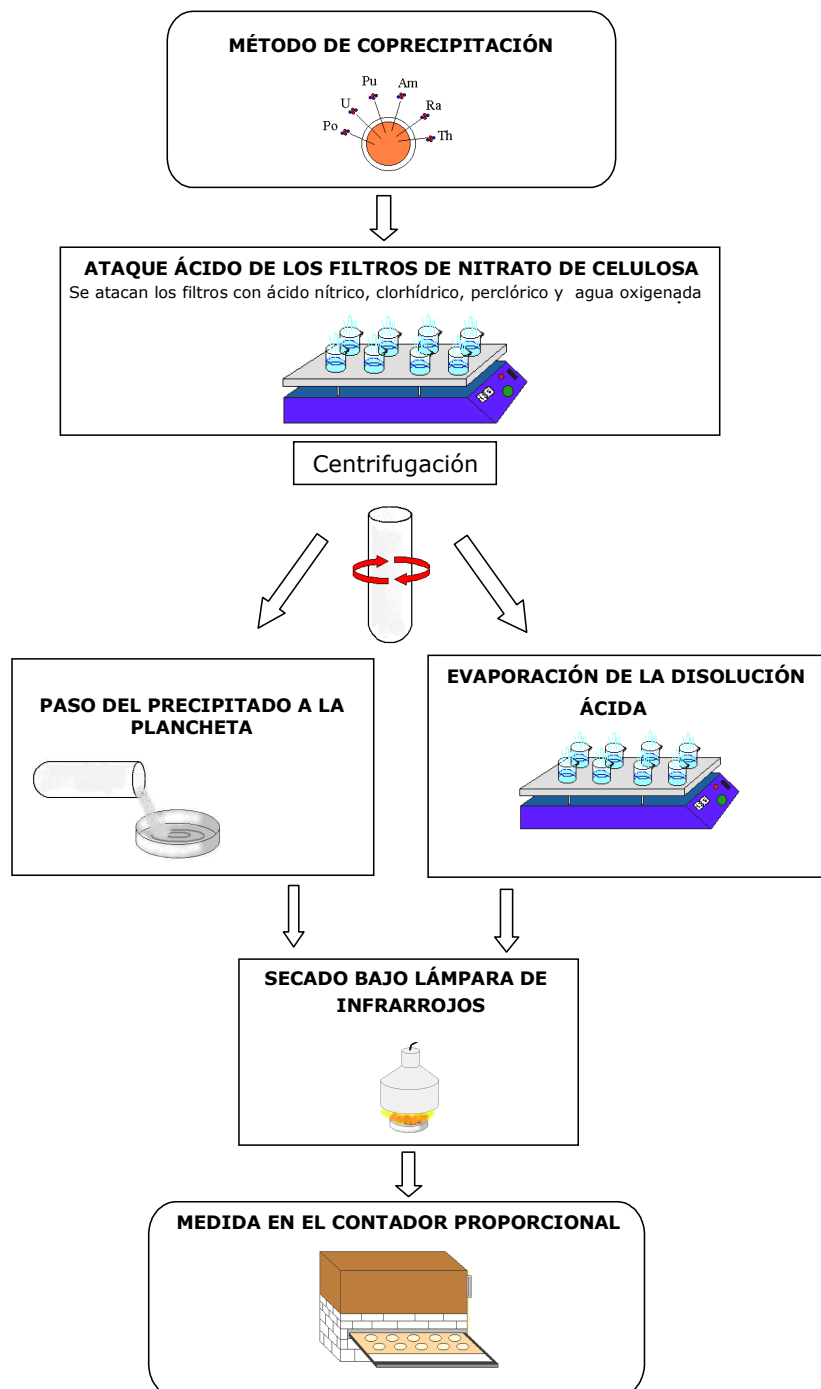 MÉTODO DE COPRECIPITACIÓN
Pu Am
U Ra
Po Th
ATAQUE ÁCIDO DE LOS FILTROS DE NITRATO DE CELULOSA
Se atacan los filtros con ácido nítrico, clorhídrico, perclórico y agua oxigenada.
Centrifugación
PASO DEL PRECIPITADO A LA
PLANCHETA
EVAPORACIÓN DE LA DISOLUCIÓN
ÁCIDA
SECADO BAJO LÁMPARA DE
INFRARROJOS
MEDIDA EN EL CONTADOR PROPORCIONAL